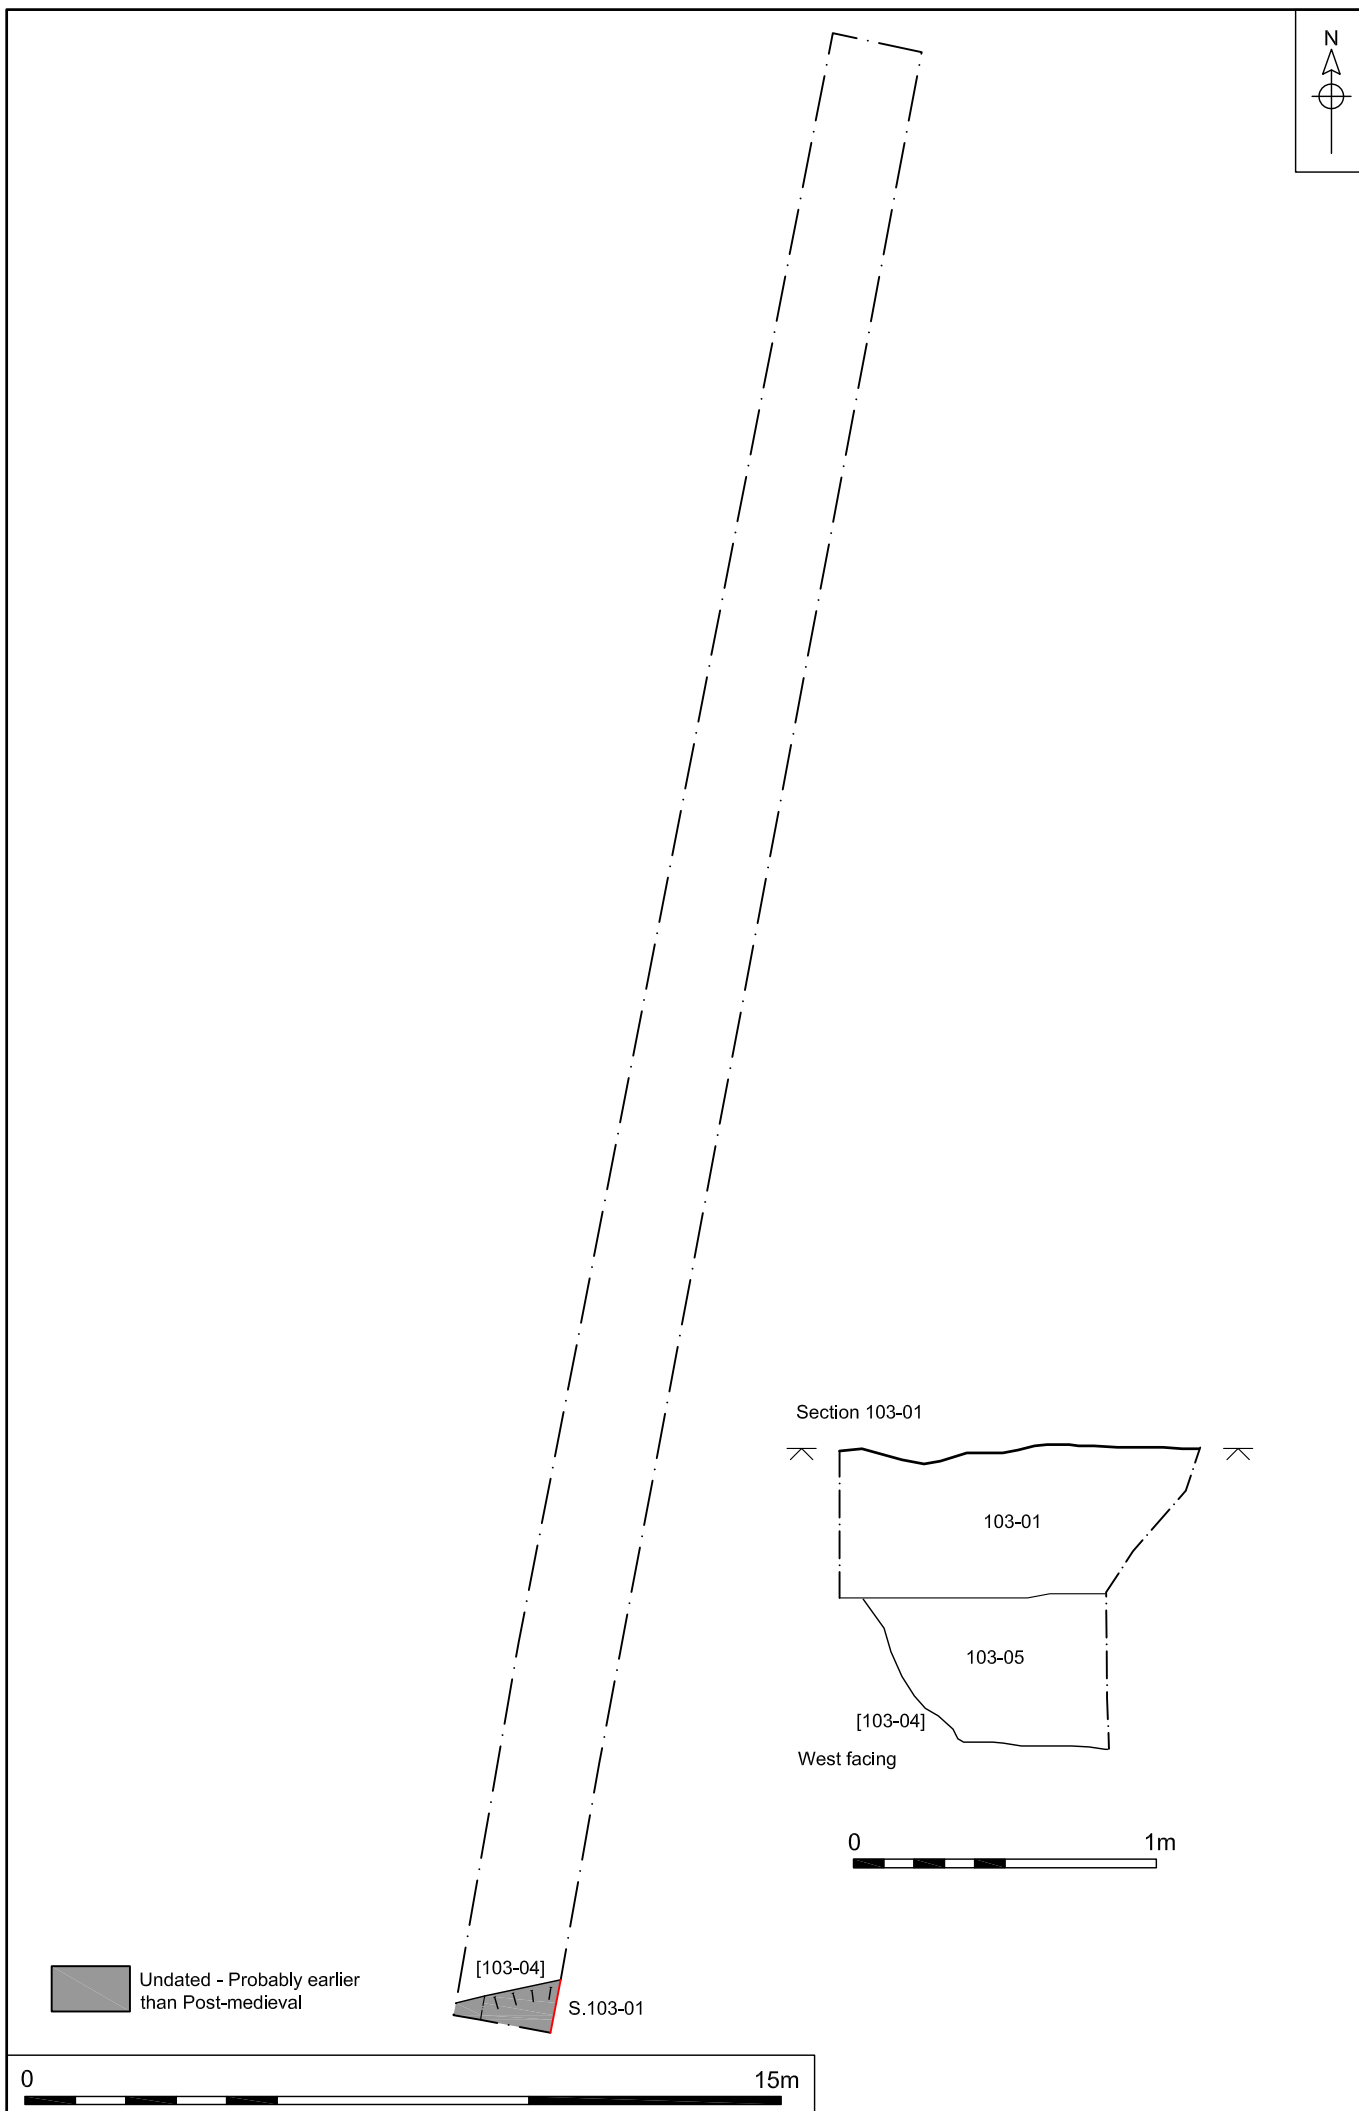 N
Section 103-01
103-01
103-05
[103-04]
West facing
0 1m
[103-04]
S.103-01
Undated - Probably earlier
than Post-medieval
0 15m